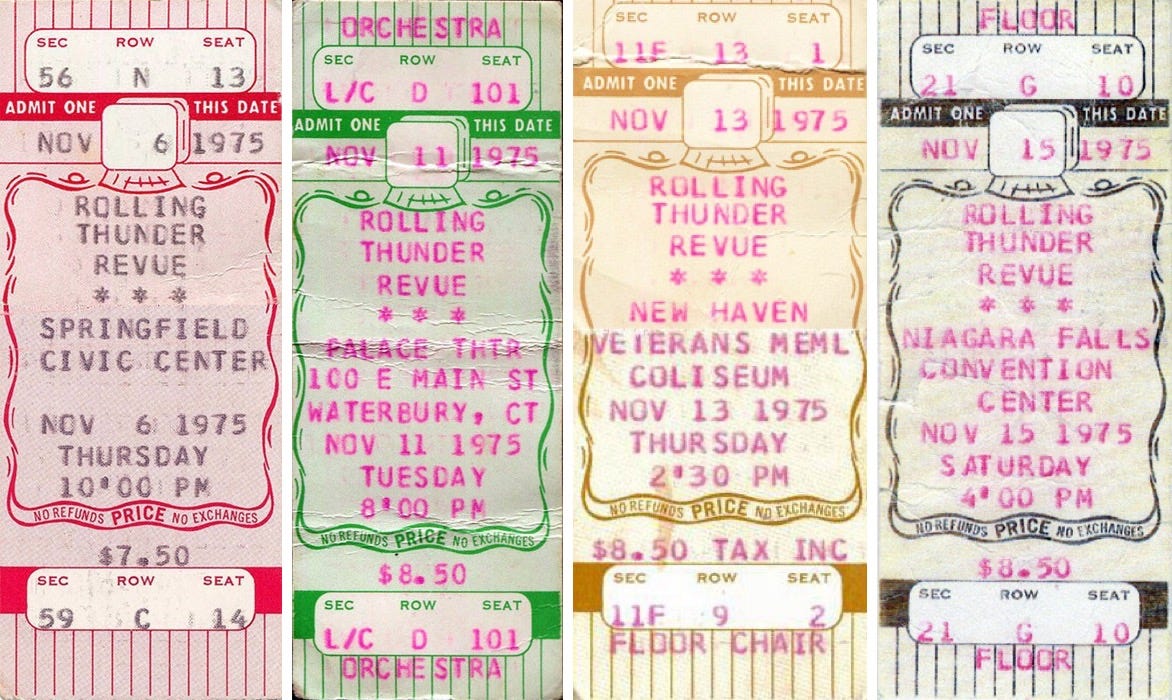 SEC ROW SEAT
56 N 13
ADMIT ONE THIS DATE
NOV 6 1975
ROLLING
THUNDER
REVUE
* * *
SPRINGFIELD
CIVIC CENTER
NOV 6 1975
THURSDAY
10'00 PM
NO REFUNDS PRICE NO EXCHANGES
$7.50
SEC ROW SEAT
59 C 14
ORCHESTRA
SEC ROW SEAT
L/C D 101
ADMIT ONE THIS DATE
NOV 11 1975
ROLLING
THUNDER
REVUE
* * *
PALACE THTR
100 E MAIN ST
WATERBURY, CT
NOV 11 1975
TUESDAY
8'00 PM
NO REFUNDS PRICE NO EXCHANGES
$8.50
SEC ROW SEAT
L/C D 101
ORCHESTRA
SEC ROW SEAT
11F 13 1
ADMIT ONE THIS DATE
NOV 13 1975
ROLLING
THUNDER
REVUE
* * *
NEW HAVEN
VETERANS MEML
COLISEUM
NOV 13 1975
THURSDAY
2'30 PM
NO REFUNDS PRICE NO EXCHANGES
$8.50 TAX INC
SEC ROW SEAT
11F 9 2
FLOOR CHAIR
FLOOR
SEC ROW SEAT
21 G 10
ADMIT ONE THIS DATE
NOV 15 1975
ROLLING
THUNDER
REVUE
* * *
NIAGARA FALLS
CONVENTION
CENTER
NOV 15 1975
SATURDAY
4'00 PM
NO REFUNDS PRICE NO EXCHANGES
$8.50
SEC ROW SEAT
21 G 10
FLOOR